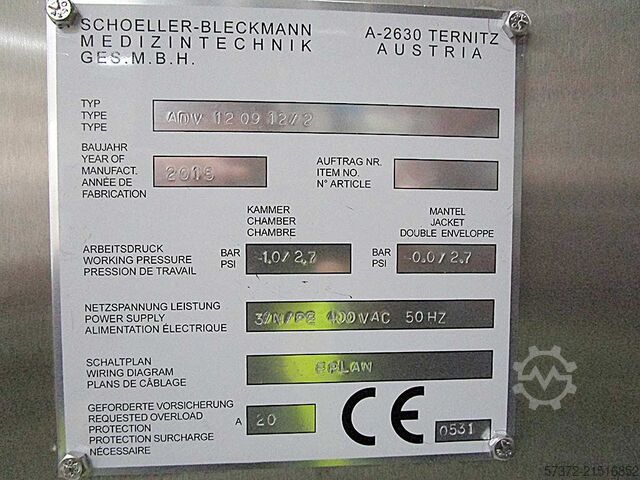 SCHOELLER-BLECKMANN
MEDIZINTECHNIK
GES.M.B.H.
A-2630 TERNITZ
AUSTRIA
TYP
TYPE
TYPE
ADV 12 09 12/2
BAUJAHR
YEAR OF
MANUFACT.
ANNÉE DE
FABRICATION
2015
AUFTRAG NR.
ITEM NO.
N° ARTICLE
KAMMER
CHAMBER
CHAMBRE
MANTEL
JACKET
DOUBLE ENVELOPPE
ARBEITSDRUCK
WORKING PRESSURE
PRESSION DE TRAVAIL
BAR
PSI
-1.0/2.7
BAR
PSI
0.0/2.7
NETZSPANNUNG LEISTUNG
POWER SUPPLY
ALIMENTATION ÉLECTRIQUE
3/N/PE 400VAC 50HZ
SCHALTPLAN
WIRING DIAGRAM
PLANS DE CÂBLAGE
EPLAN
GEFORDERTE VORSICHERUNG
REQUESTED OVERLOAD
PROTECTION
PROTECTION SURCHARGE
NÉCESSAIRE
A
20
CE
0531
57372-21516852